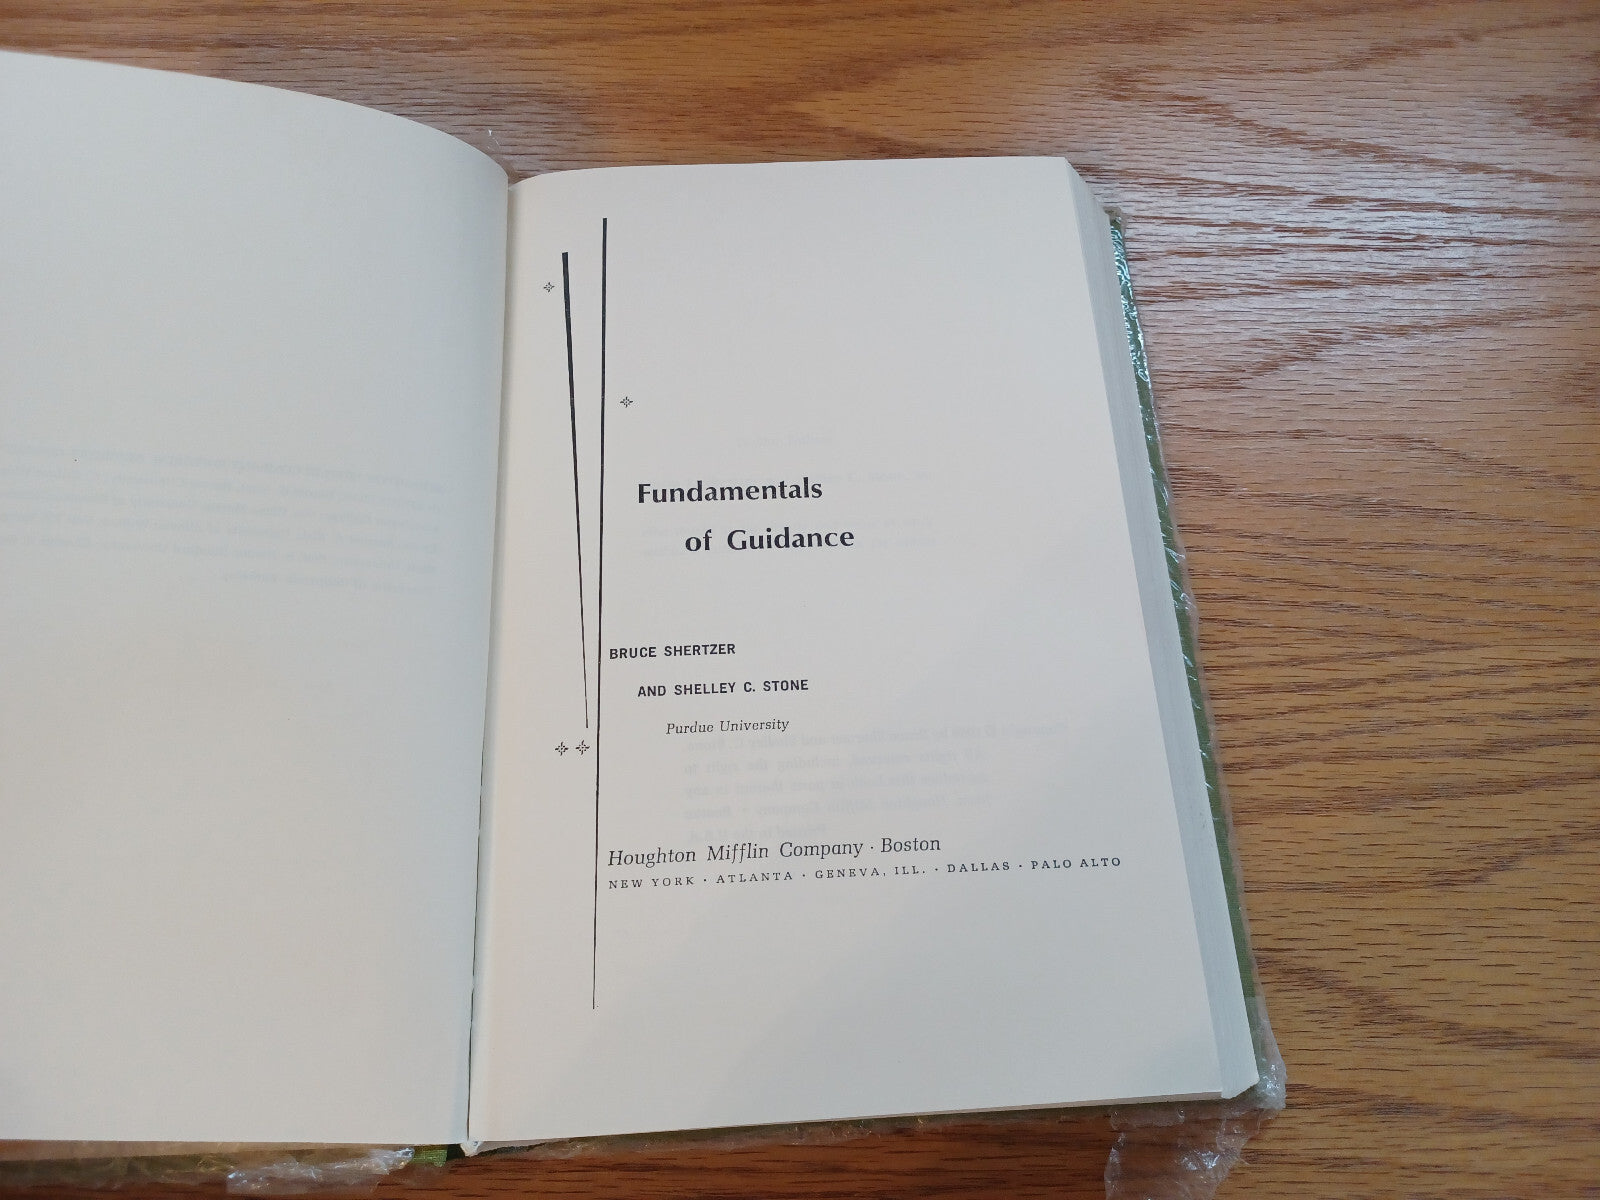 Fundamentals
of Guidance
BRUCE SHERTZER
AND SHELLEY C. STONE
Purdue University
Houghton Mifflin Company · Boston
NEW YORK · ATLANTA · GENEVA, ILL. · DALLAS · PALO ALTO